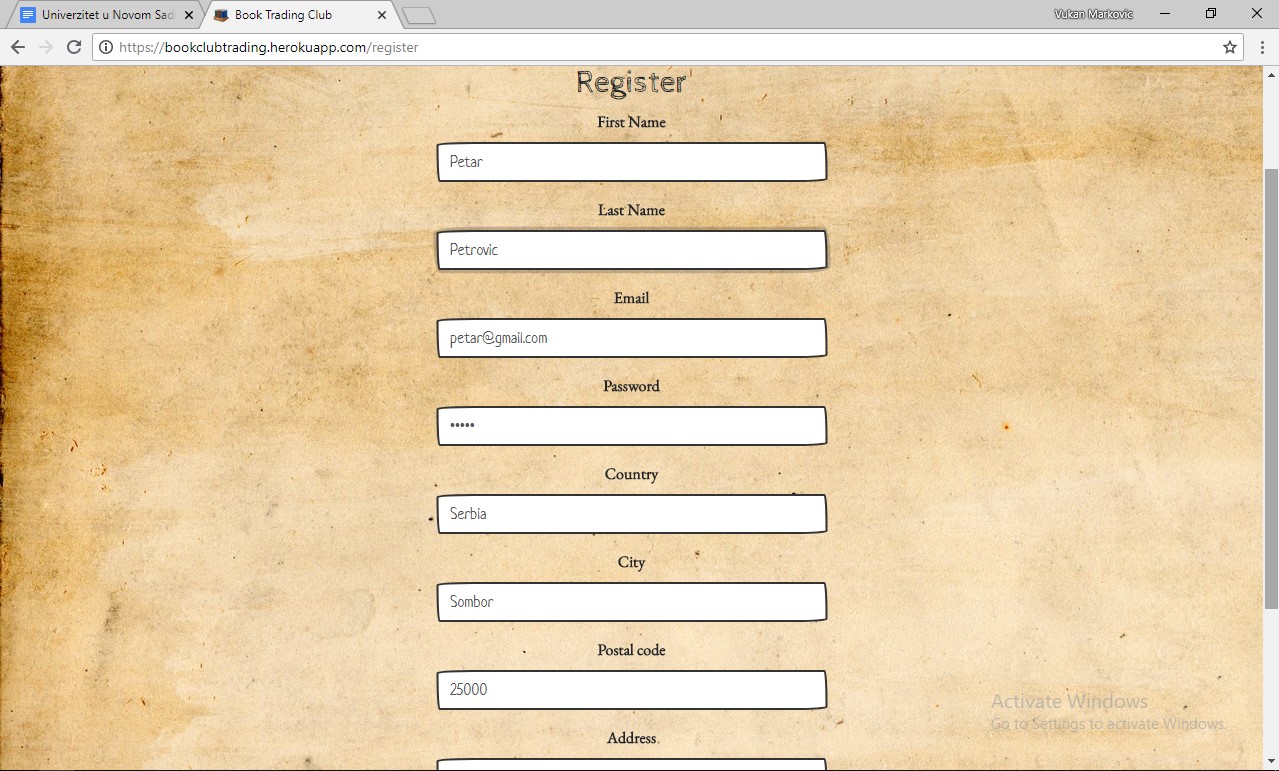 Univerzitet u Novom Sad
Book Trading Club
Vukan Markovic
https://bookclubtrading.herokuapp.com/register
Register
First Name
Petar
Last Name
Petrovic
Email
petar@gmail.com
Password
•••••
Country
Serbia
City
Sombor
Postal code
25000
Activate Windows
Go to Settings to activate Windows.
Address